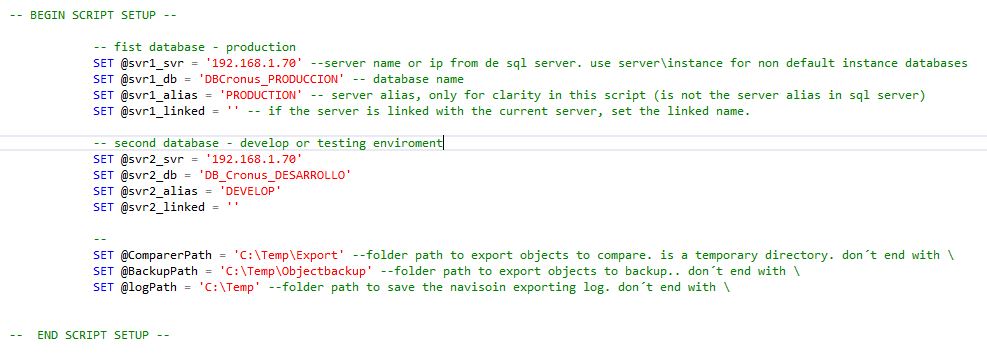 -- BEGIN SCRIPT SETUP --
-- fist database - production
SET @svr1_svr = '192.168.1.70' --server name or ip from de sql server. use server\instance for non default instance databases
SET @svr1_db = 'DBCronus_PRODUCCION' -- database name
SET @svr1_alias = 'PRODUCTION' -- server alias, only for clarity in this script (is not the server alias in sql server)
SET @svr1_linked = '' -- if the server is linked with the current server, set the linked name.
-- second database - develop or testing enviroment
SET @svr2_svr = '192.168.1.70'
SET @svr2_db = 'DB_Cronus_DESARROLLO'
SET @svr2_alias = 'DEVELOP'
SET @svr2_linked = ''
--
SET @ComparerPath = 'C:\Temp\Export' --folder path to export objects to compare. is a temporary directory. don´t end with \
SET @BackupPath = 'C:\Temp\Objectbackup' --folder path to export objects to backup.. don´t end with \
SET @logPath = 'C:\Temp' --folder path to save the navisoin exporting log. don´t end with \
-- END SCRIPT SETUP --